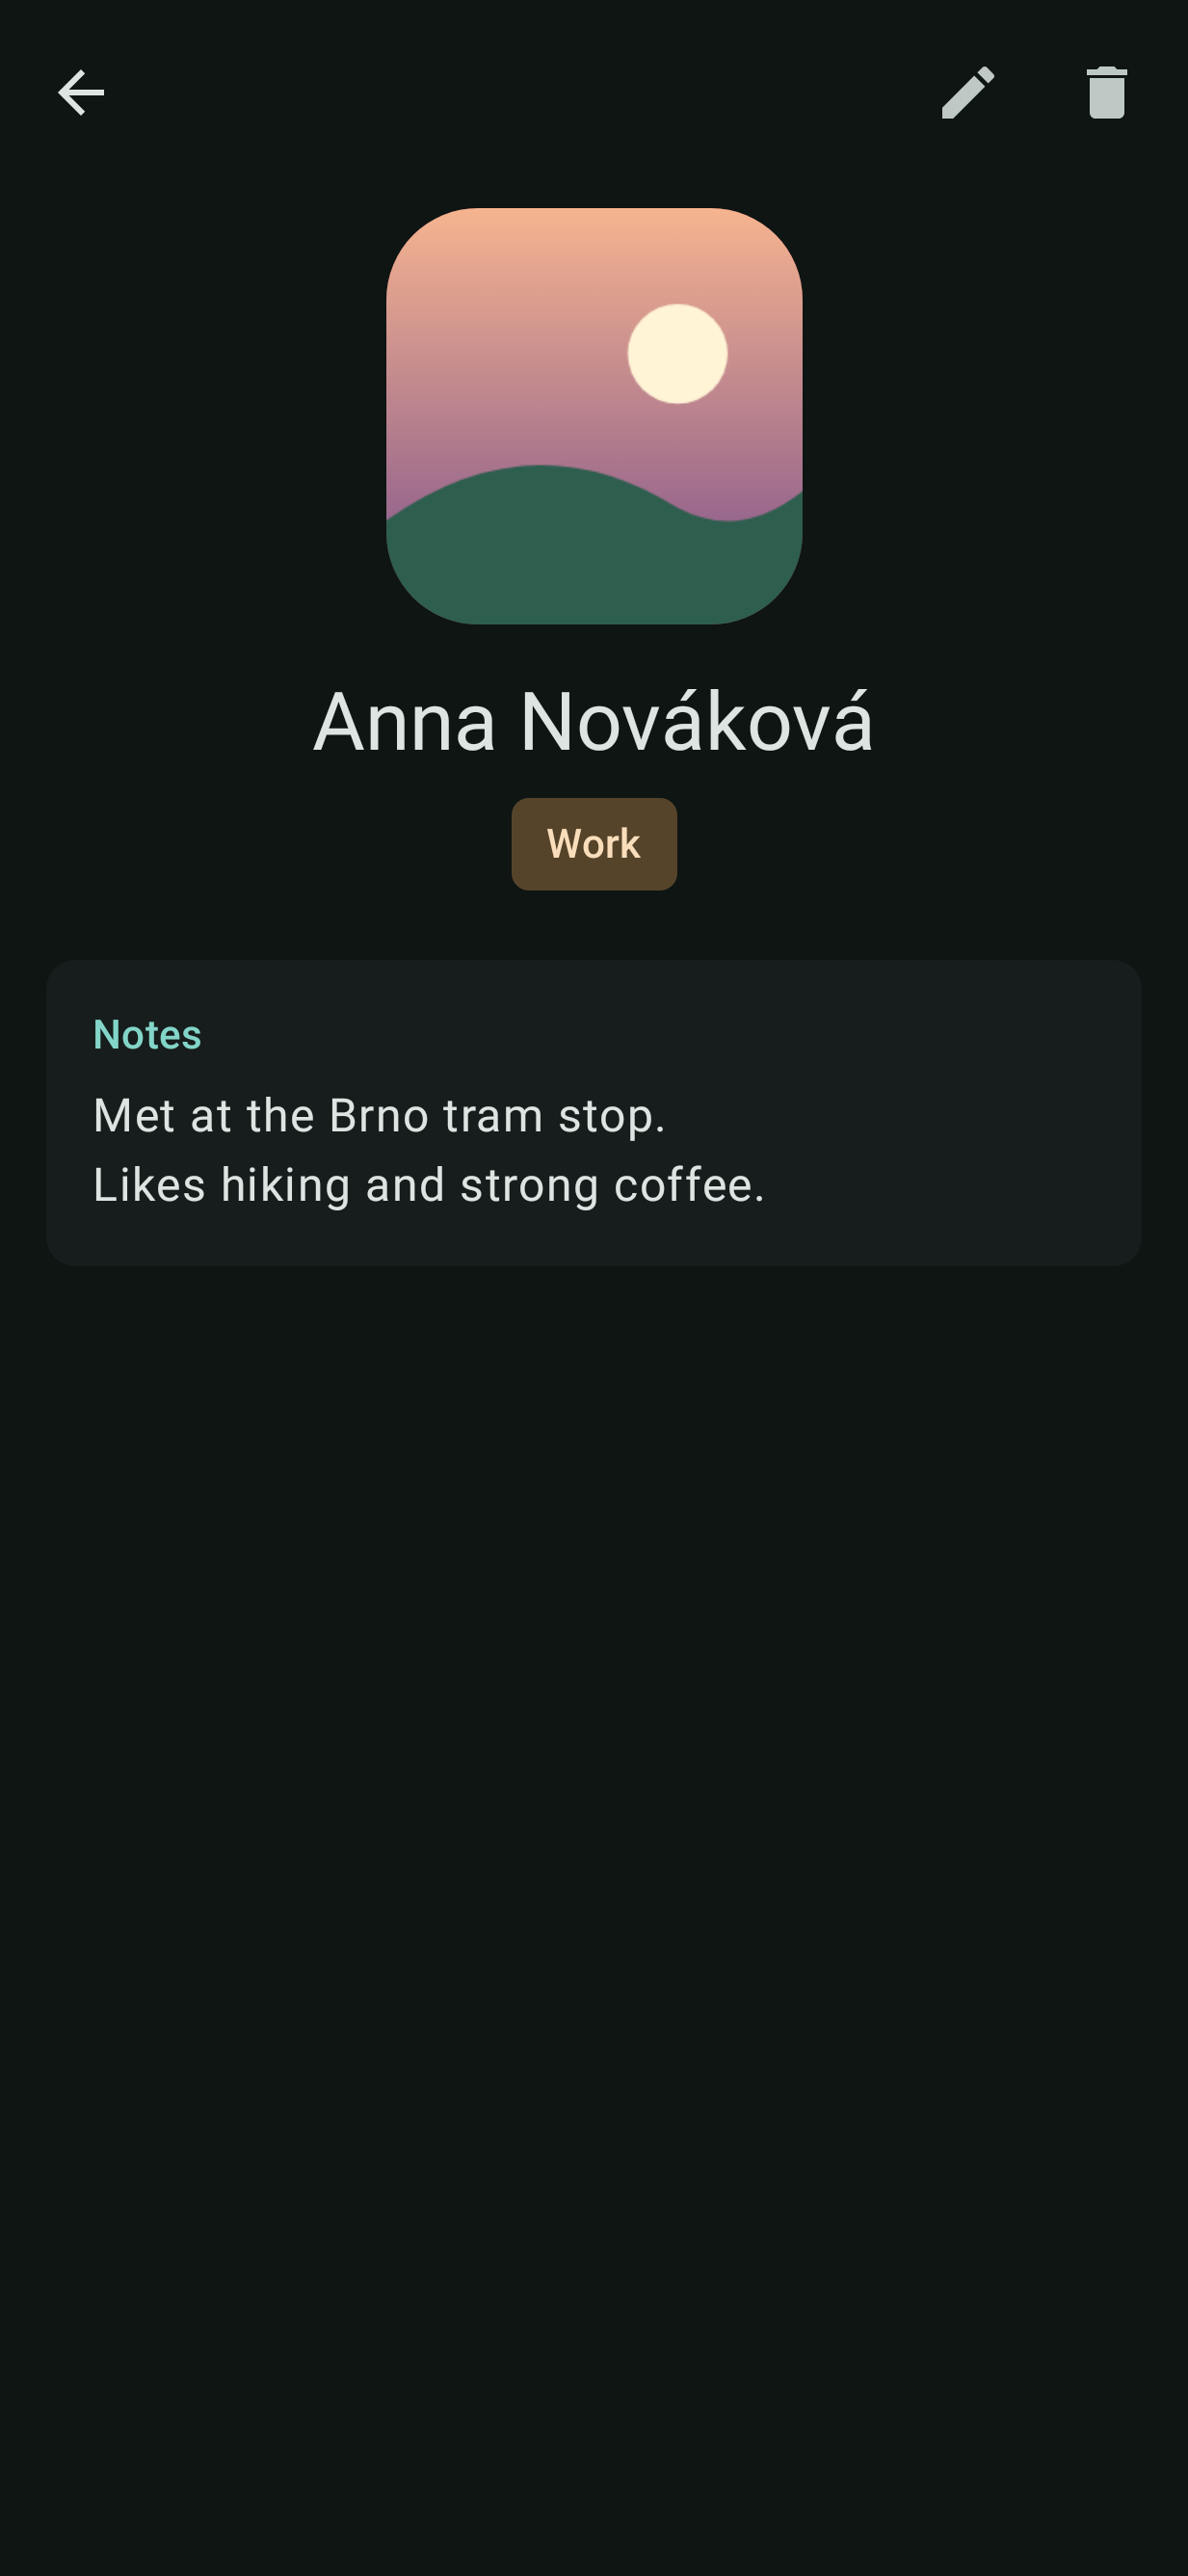 Anna Nováková
Work
Notes
Met at the Brno tram stop.
Likes hiking and strong coffee.